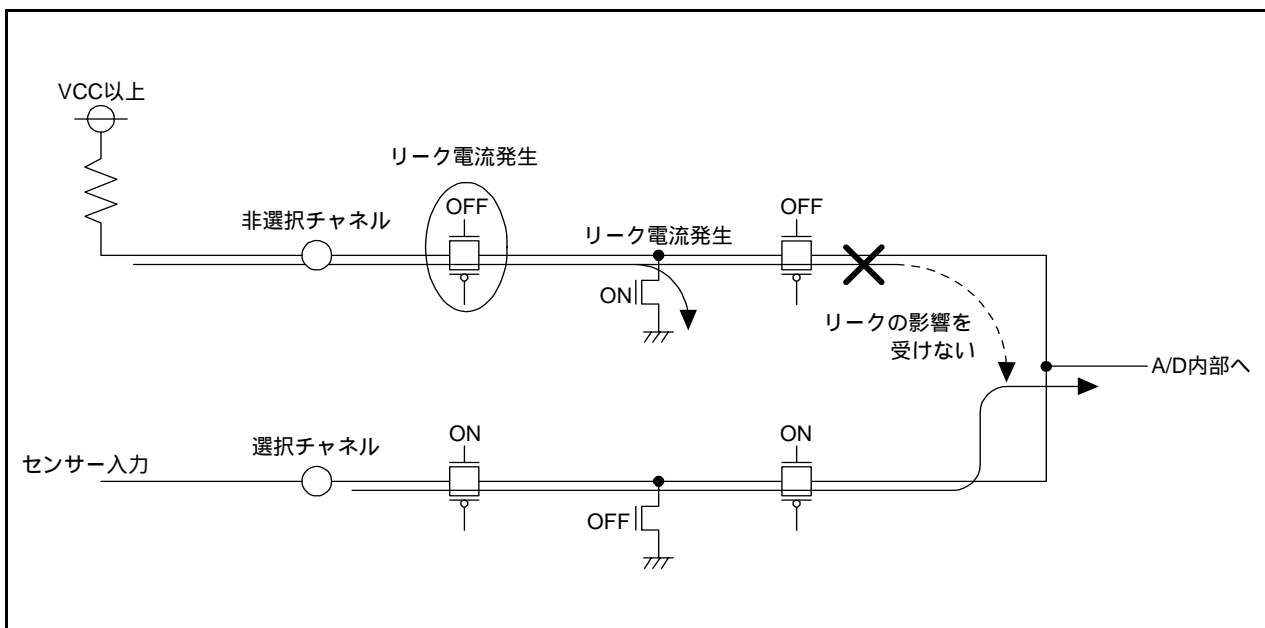 VCC以上
リーク電流発生
OFF
非選択チャネル
リーク電流発生
OFF
ON
リークの影響を
受けない
A/D内部へ
ON
選択チャネル
ON
センサー入力
OFF